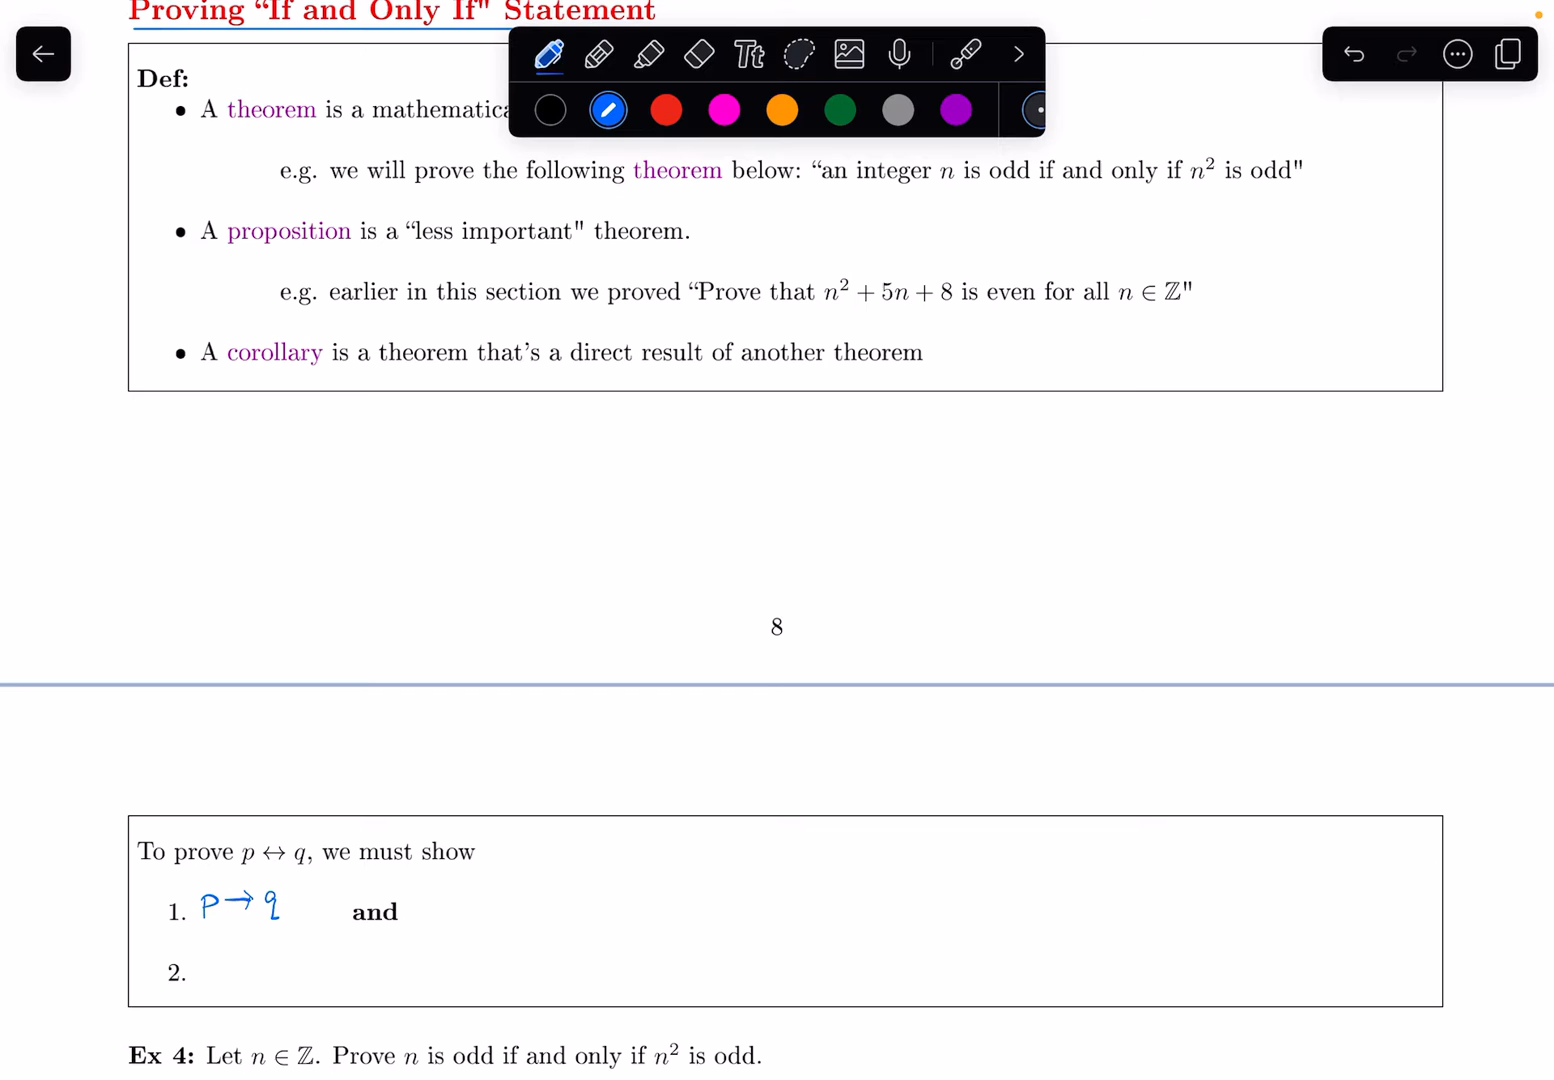 Proving “If and Only If" Statement
Def:
• A theorem is a mathematica
e.g. we will prove the following theorem below: “an integer n is odd if and only if n² is odd"
• A proposition is a “less important" theorem.
e.g. earlier in this section we proved “Prove that n² + 5n + 8 is even for all n ∈ ℤ"
• A corollary is a theorem that's a direct result of another theorem
8
To prove p ↔ q, we must show
1. p → q and
2.
Ex 4: Let n ∈ ℤ. Prove n is odd if and only if n² is odd.
Tt